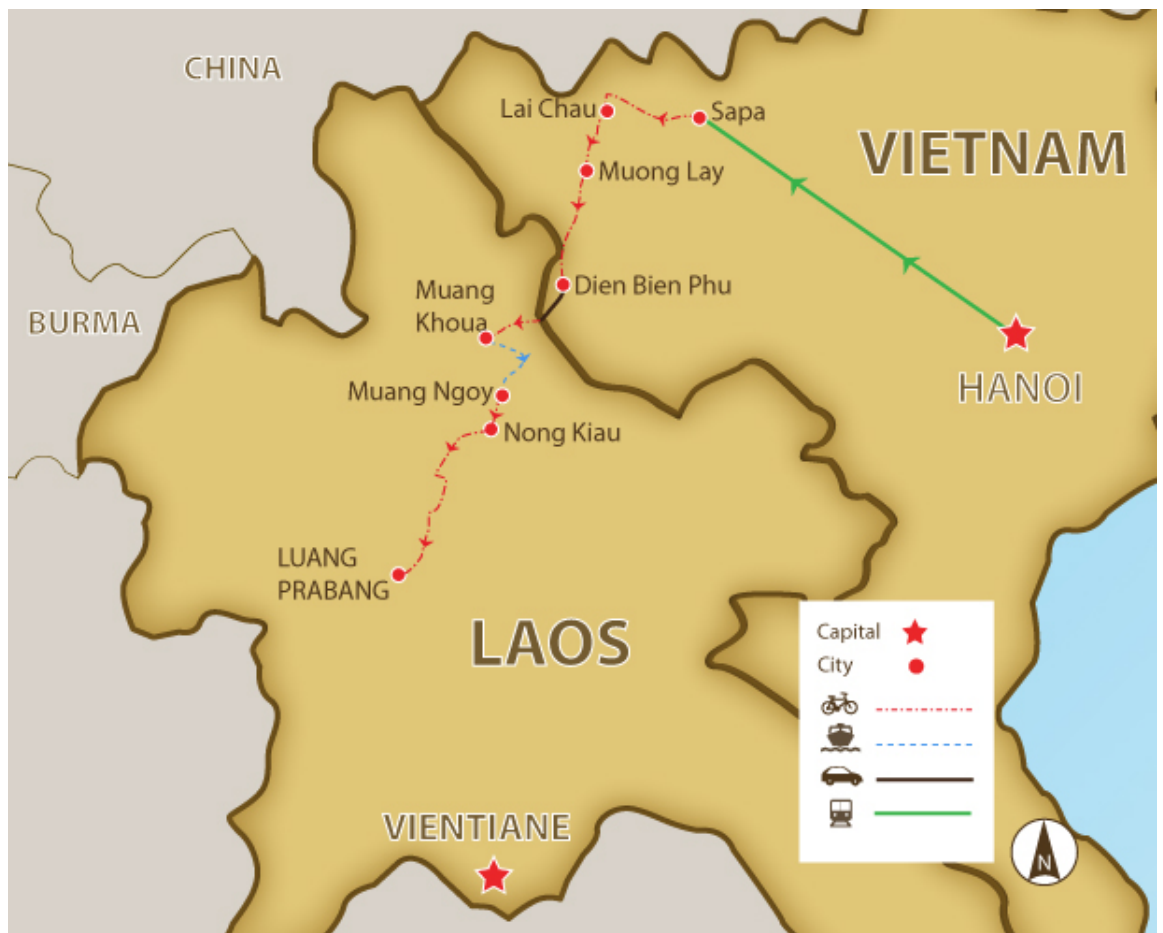 CHINA
Lai Chau
Sapa
VIETNAM
Muong Lay
Dien Bien Phu
Muang
Khoua
BURMA
HANOI
Muang Ngoy
Nong Kiau
LUANG
PRABANG
LAOS
Capital
City
VIENTIANE
N